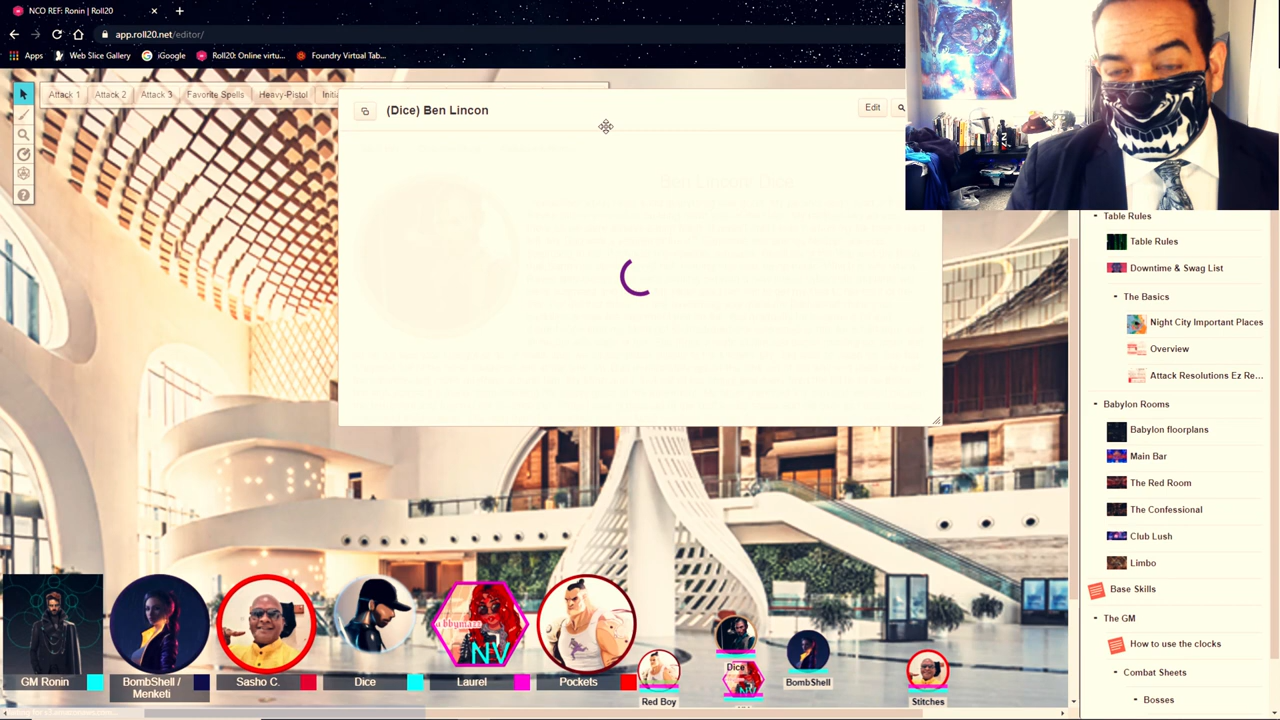 NCO REF: Ronin | Roll20
app.roll20.net/editor/
Apps
Web Slice Gallery
iGoogle
Roll20: Online virtu...
Foundry Virtual Tab...
Attack 1
Attack 2
Attack 3
Favorite Spells
Heavy-Pistol
(Dice) Ben Lincon
Edit
Table Rules
Table Rules
Downtime & Swag List
The Basics
Night City Important Places
Overview
Attack Resolutions Ez Re...
Babylon Rooms
Babylon floorplans
Main Bar
The Red Room
The Confessional
Club Lush
Limbo
Base Skills
The GM
How to use the clocks
Combat Sheets
Bosses
GM Ronin
BombShell /
Menketi
Sasho C.
Dice
NV
Laurel
Pockets
Red Boy
Dice
BombShell
Stitches